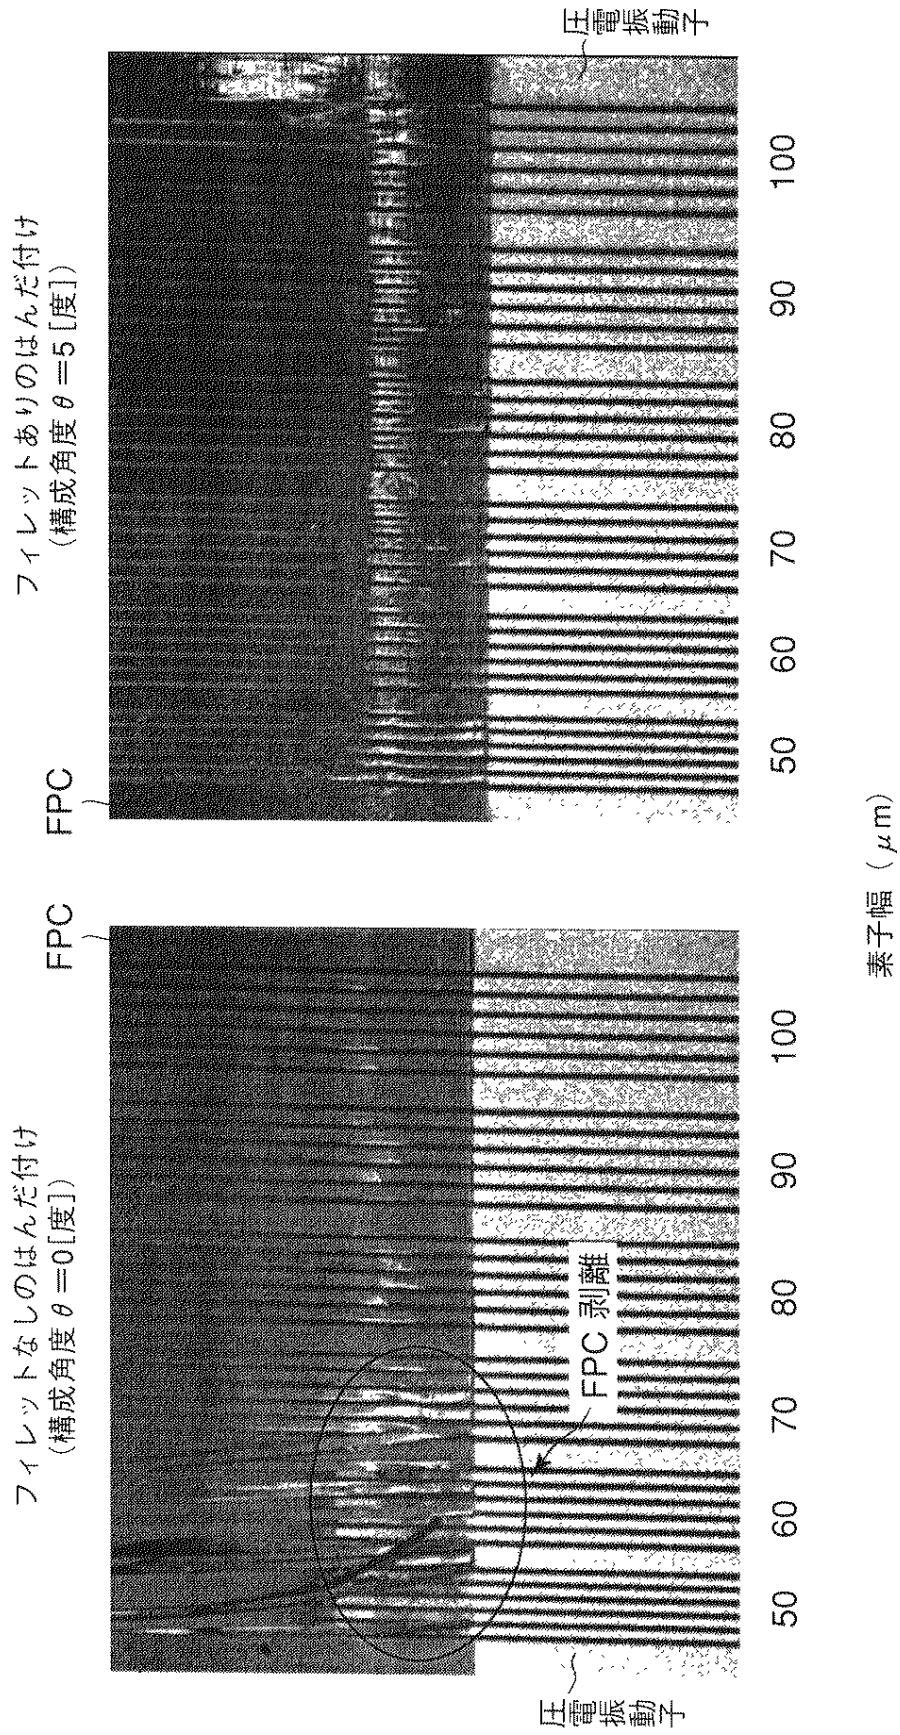 フィレットなしのはんだ付け
(構成角度θ=0[度])
FPC
FPC 剥離
圧電振動子
50 60 70 80 90 100
フィレットありのはんだ付け
(構成角度θ=5[度])
FPC
圧電振動子
50 60 70 80 90 100
素子幅(μm)